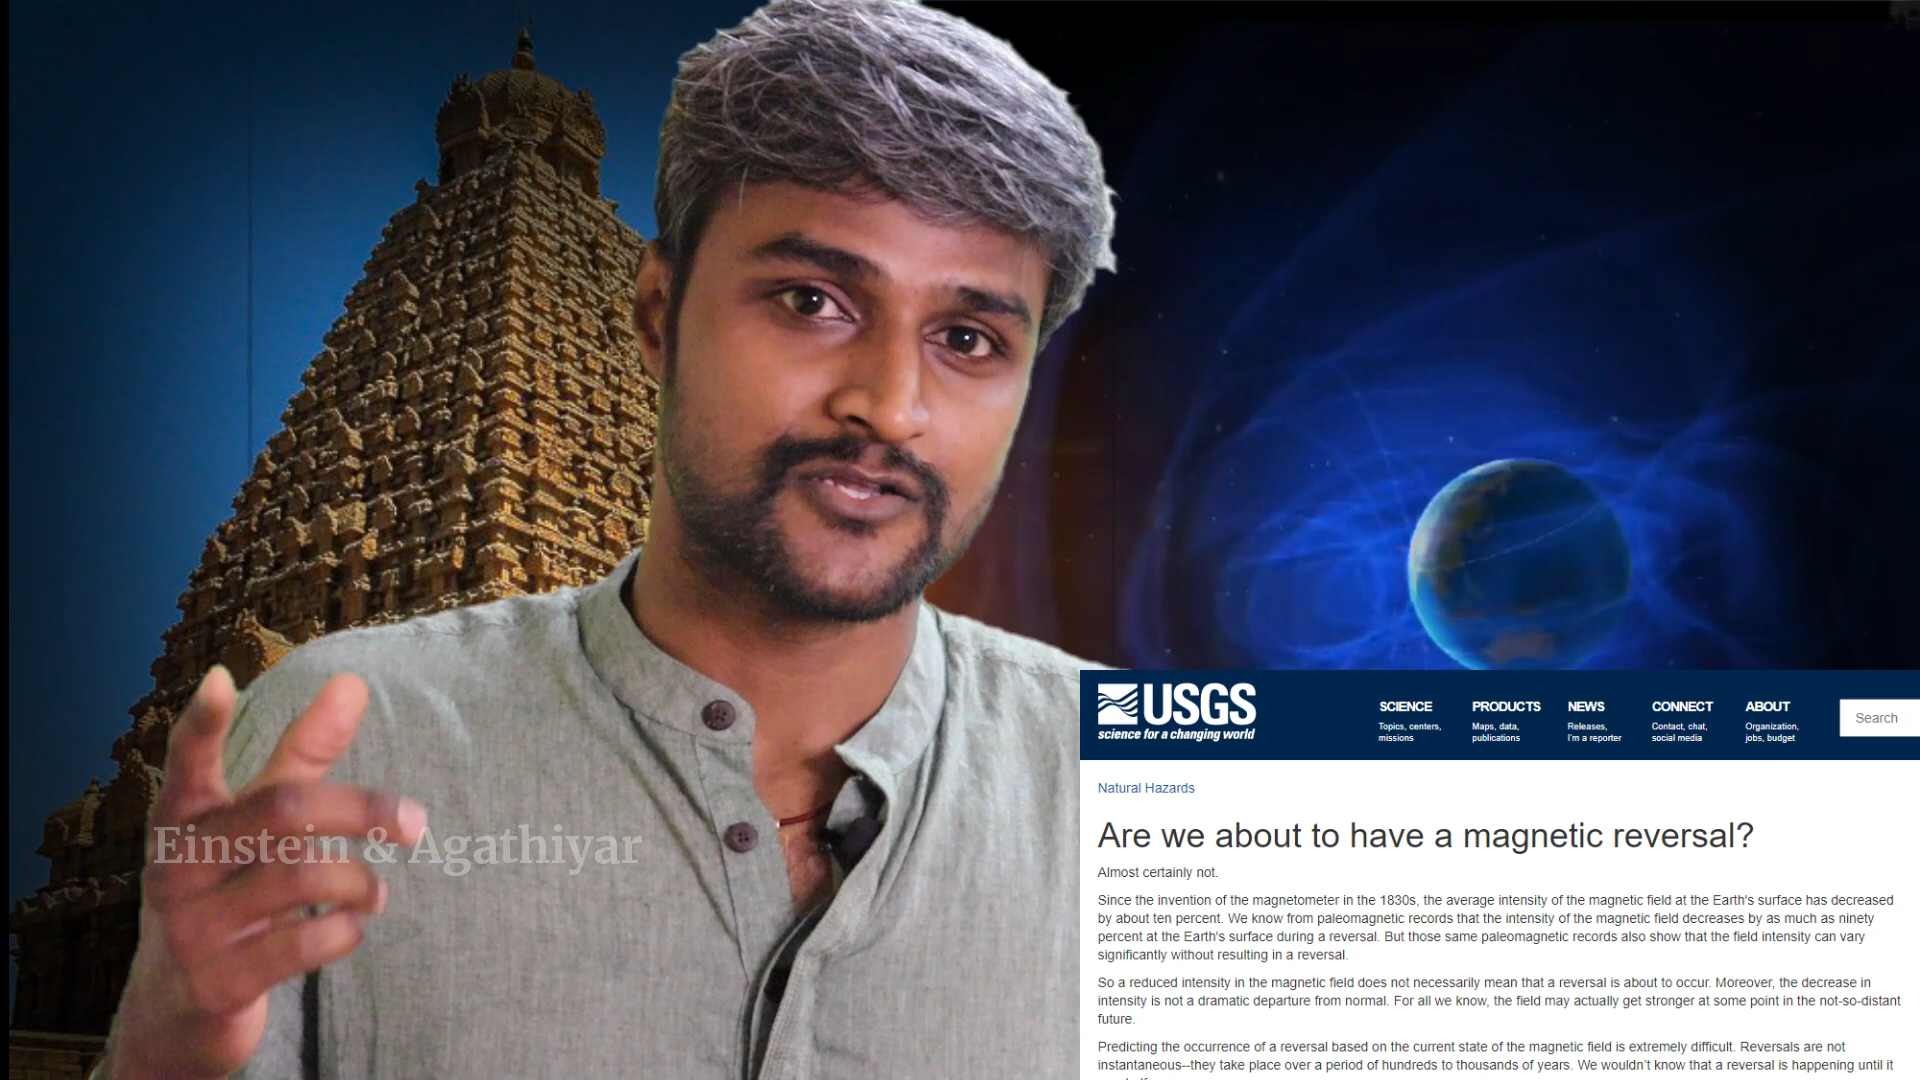 Einstein & Agathiyar
USGS
science for a changing world
SCIENCE
Topics, centers,
missions
PRODUCTS
Maps, data,
publications
NEWS
Releases,
I'm a reporter
CONNECT
Contact, chat,
social media
ABOUT
Organization,
jobs, budget
Search
Natural Hazards
Are we about to have a magnetic reversal?
Almost certainly not.
Since the invention of the magnetometer in the 1830s, the average intensity of the magnetic field at the Earth's surface has decreased
by about ten percent. We know from paleomagnetic records that the intensity of the magnetic field decreases by as much as ninety
percent at the Earth's surface during a reversal. But those same paleomagnetic records also show that the field intensity can vary
significantly without resulting in a reversal.
So a reduced intensity in the magnetic field does not necessarily mean that a reversal is about to occur. Moreover, the decrease in
intensity is not a dramatic departure from normal. For all we know, the field may actually get stronger at some point in the not-so-distant
future.
Predicting the occurrence of a reversal based on the current state of the magnetic field is extremely difficult. Reversals are not
instantaneous--they take place over a period of hundreds to thousands of years. We wouldn't know that a reversal is happening until it